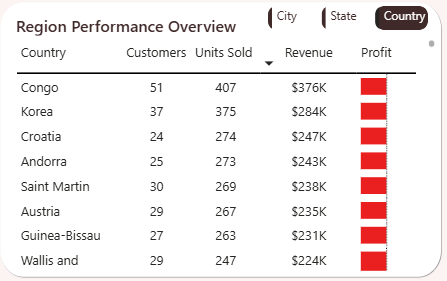 Region Performance Overview
City State Country
Country Customers Units Sold Revenue Profit
Congo 51 407 $376K
Korea 37 375 $284K
Croatia 24 274 $247K
Andorra 25 273 $243K
Saint Martin 30 269 $238K
Austria 29 267 $235K
Guinea-Bissau 27 263 $231K
Wallis and 29 247 $224K